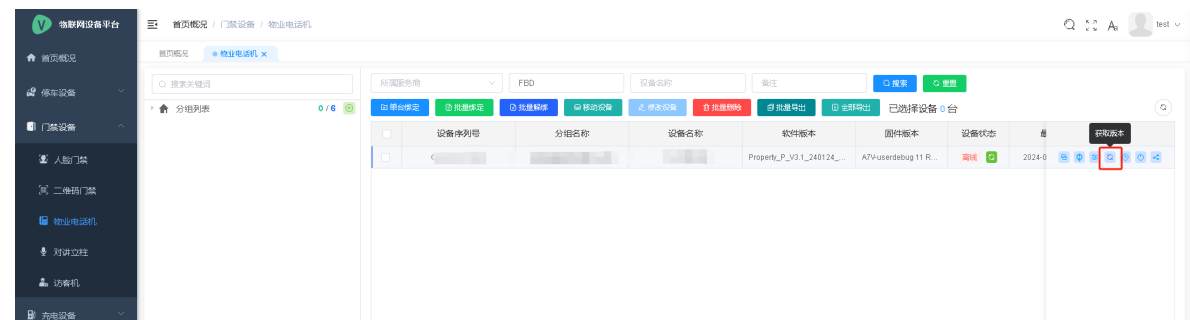 物联网设备平台
首页概况 / 门禁设备 / 物业电话机
test
首页概况
首页概况
物业电话机
停车设备
门禁设备
人脸门禁
二维码门禁
物业电话机
对讲立柱
访客机
充电设备
搜索关键词
分组列表 0 / 6
所属服务商 FBD 设备名称 备注 搜索 重置
单台绑定 批量绑定 批量解绑 移动设备 修改设备 批量删除 批量导出 全部导出 已选择设备 0 台
设备序列号 分组名称 设备名称 软件版本 固件版本 设备状态
获取版本
Property_P_V3.1_240124_... A7V-userdebug 11 R... 离线 2024-0